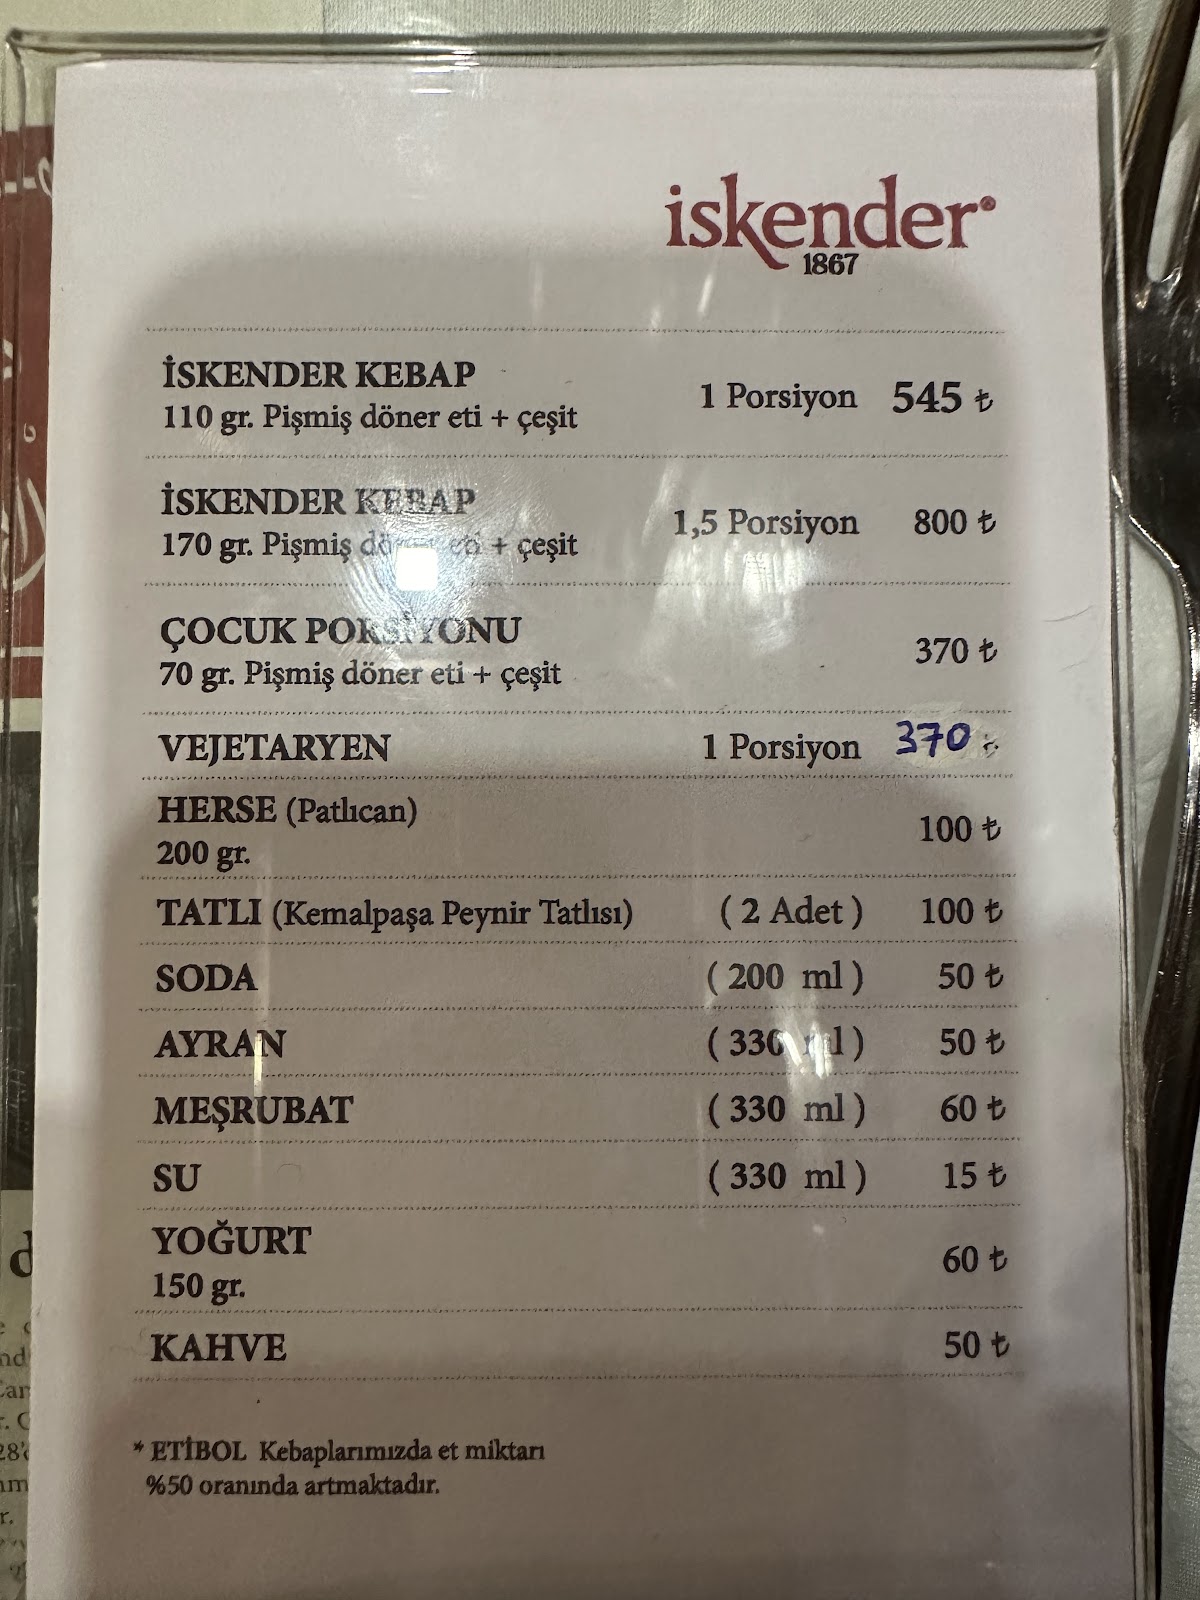 iskender®
1867
İSKENDER KEBAP
110 gr. Pişmiş döner eti + çeşit
1 Porsiyon 545 ₺
İSKENDER KEBAP
170 gr. Pişmiş döner eti + çeşit
1,5 Porsiyon 800 ₺
ÇOCUK PORSİYONU
70 gr. Pişmiş döner eti + çeşit
370 ₺
VEJETARYEN 1 Porsiyon 370 ₺
HERSE (Patlıcan)
200 gr.
100 ₺
TATLI (Kemalpaşa Peynir Tatlısı) ( 2 Adet ) 100 ₺
SODA ( 200 ml ) 50 ₺
AYRAN ( 330 ml ) 50 ₺
MEŞRUBAT ( 330 ml ) 60 ₺
SU ( 330 ml ) 15 ₺
YOĞURT
150 gr.
60 ₺
KAHVE 50 ₺
* ETİBOL Kebaplarımızda et miktarı
%50 oranında artmaktadır.